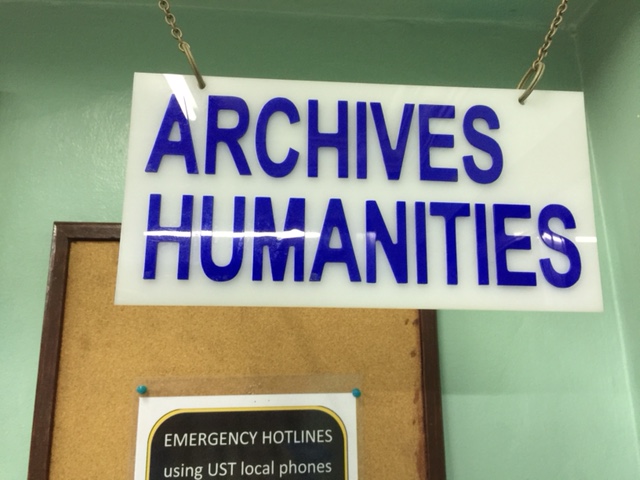 ARCHIVES
HUMANITIES
EMERGENCY HOTLINES
using UST local phones